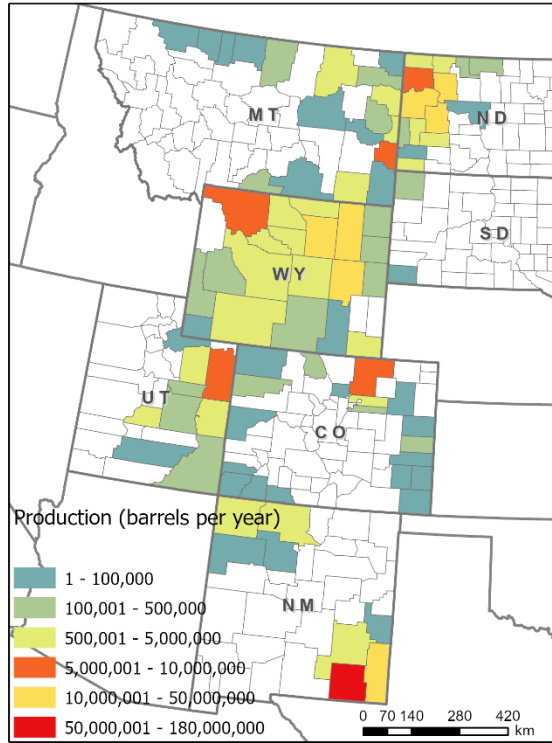 MT
ND
SD
WY
UT
CO
Production (barrels per year)
1 - 100,000
100,001 - 500,000
NM
500,001 - 5,000,000
5,000,001 - 10,000,000
10,000,001 - 50,000,000
50,000,001 - 180,000,000
0 70 140 280 420
km